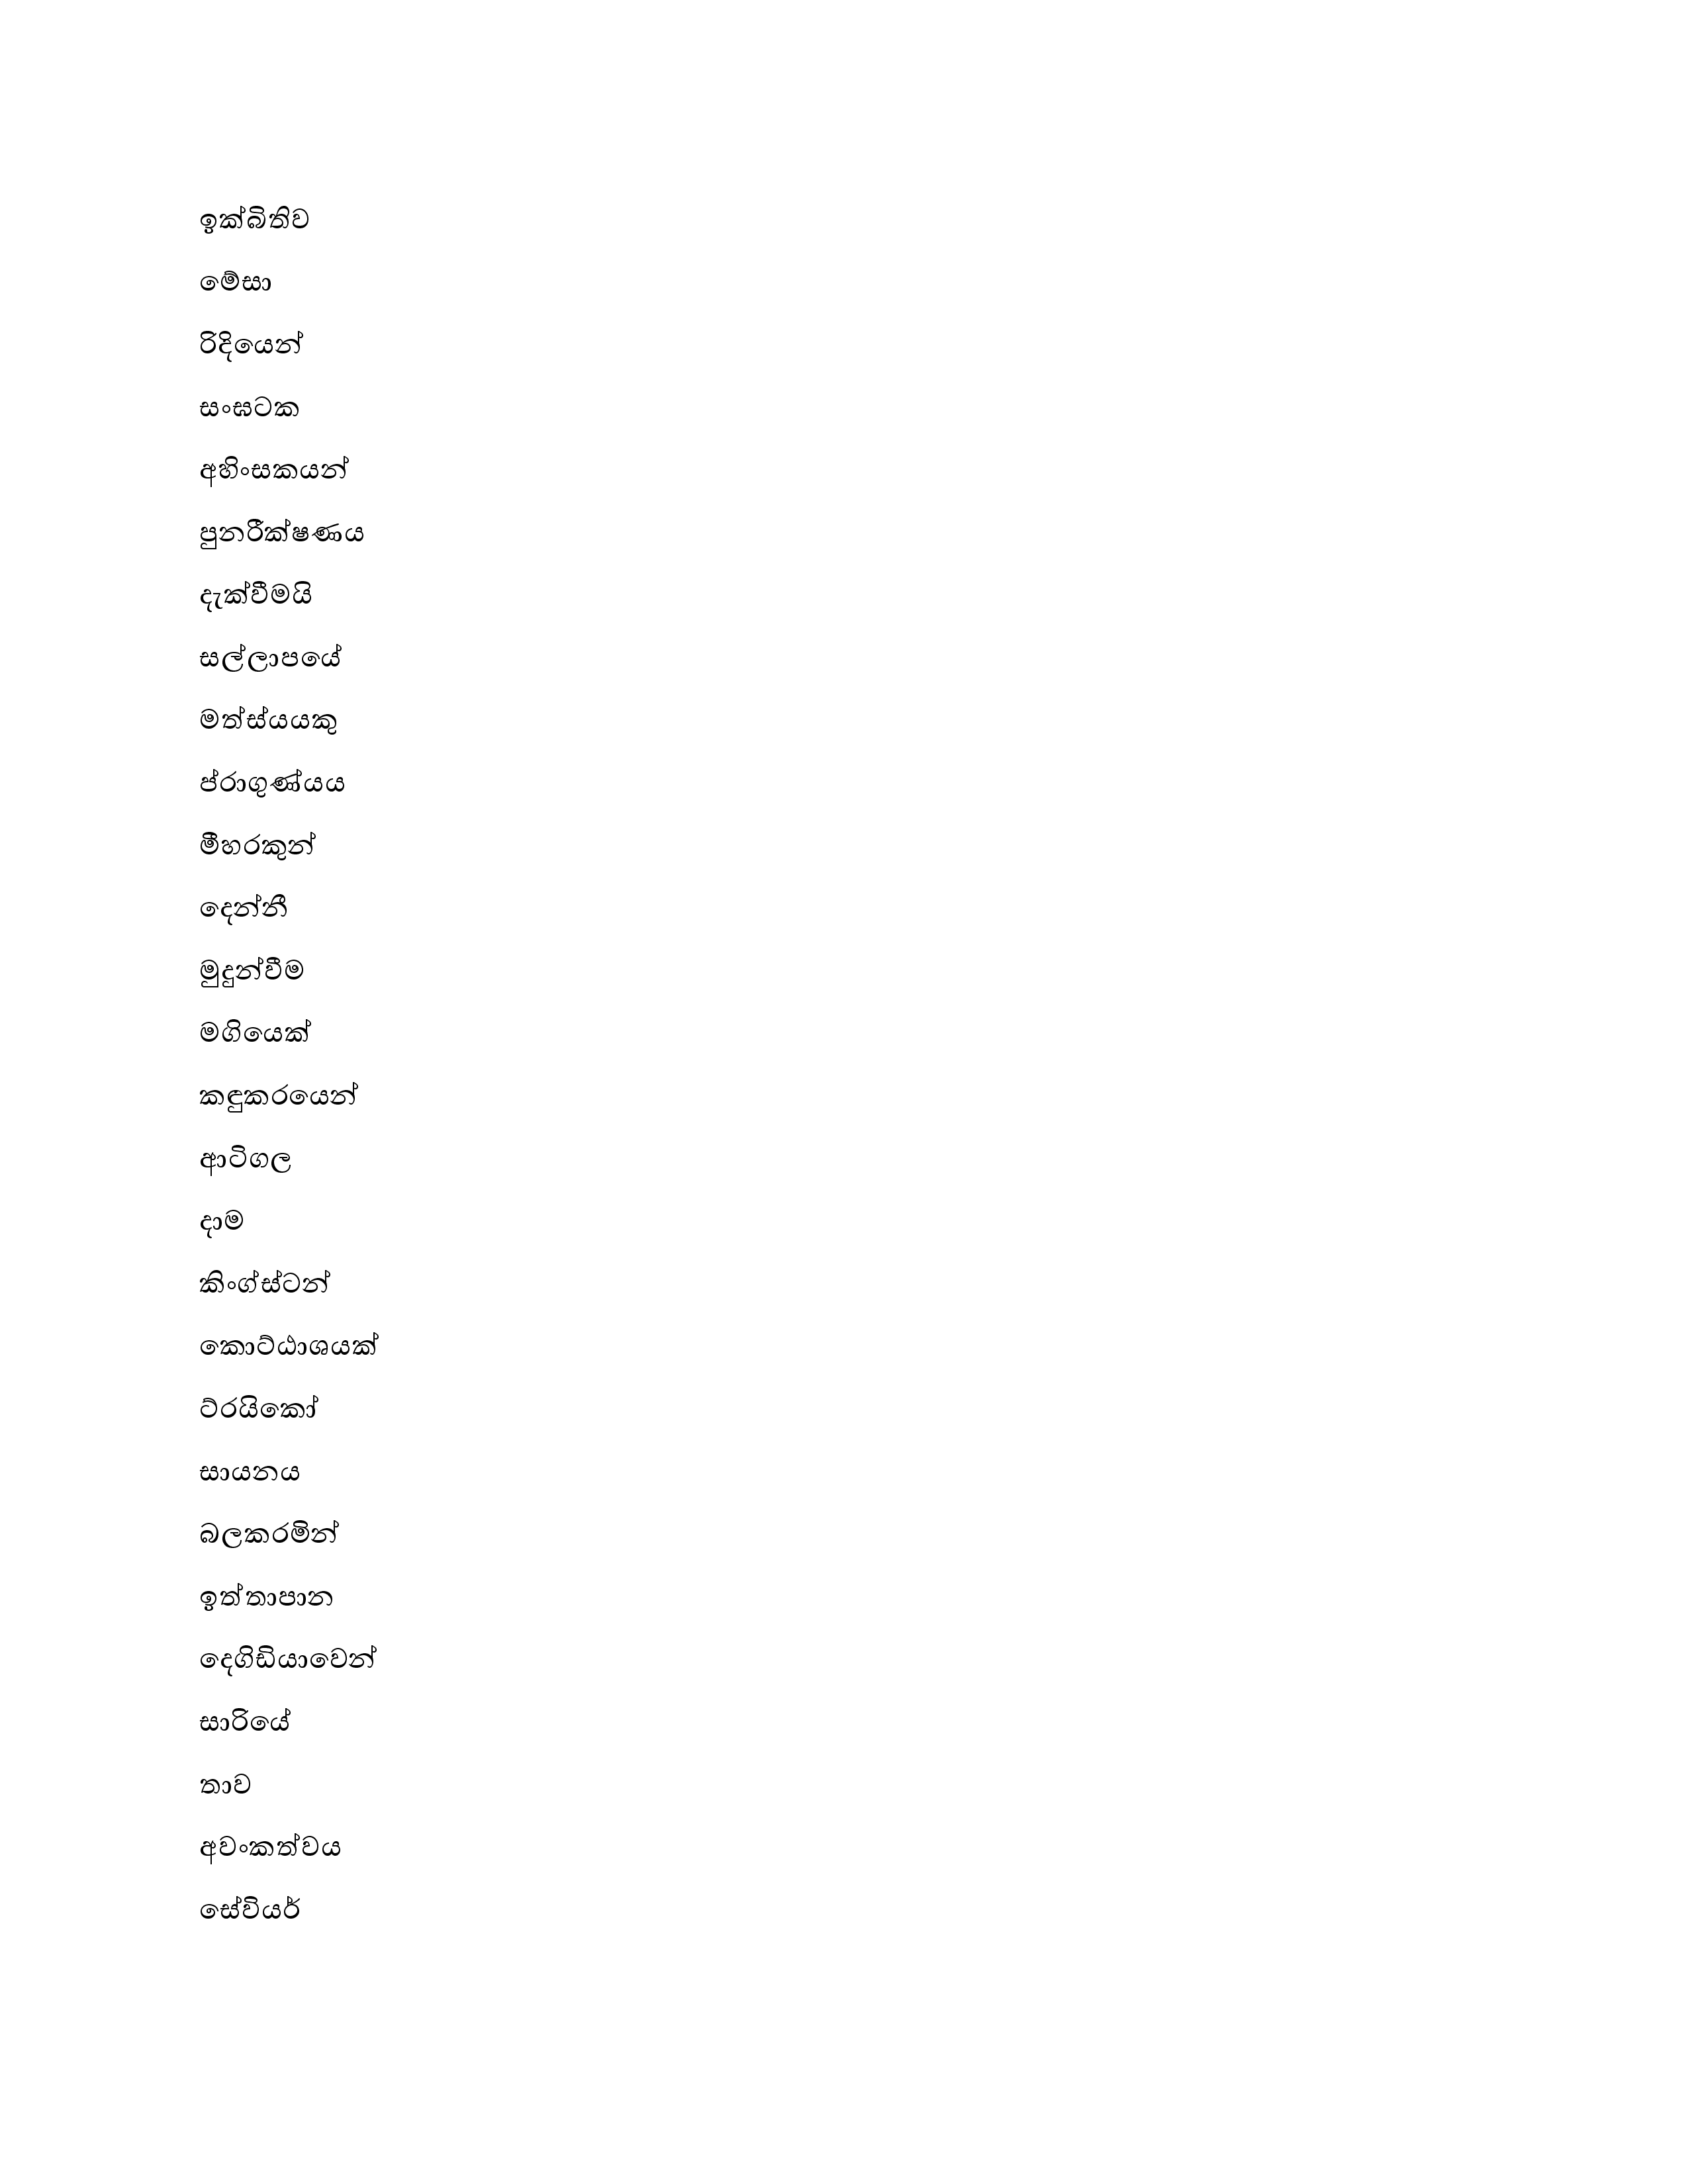 ඉක්බිතිව
මේසා
රිදියෙන්
සංඝටක
අහිංසකයන්
පුනරීක්ෂණය
දැක්වීමයි
සල්ලාපයේ
මත්ස්යයකු
ප්රාගුණ්යය
මීහරකුන්
දෙන්නී
මුදුන්වීම
මගියෙක්
කඳුකරයෙන්
ආටිගල
දාම
කිංග්ස්ටන්
කොට්ඨාශයක්
ට්රයිකෝ
සායනය
බලකරමින්
ඉත්තාපාන
දෙගිඩියාවෙන්
සාරියේ
තාව
අවංකත්වය
සේවියර්